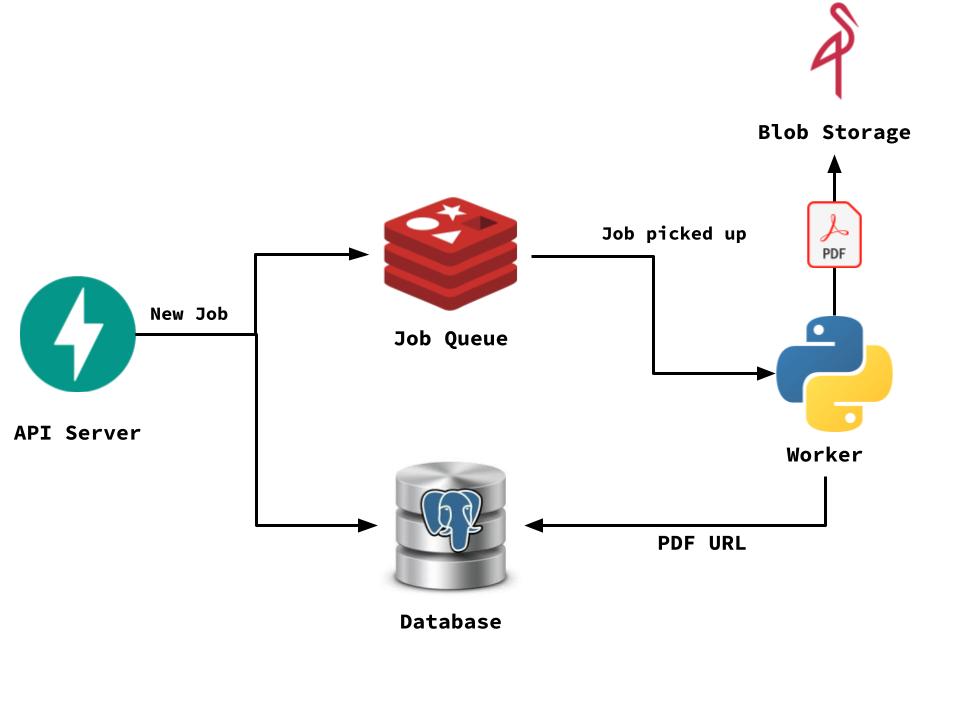 Blob Storage
PDF
Job picked up
New Job
Job Queue
API Server
Worker
PDF URL
Database